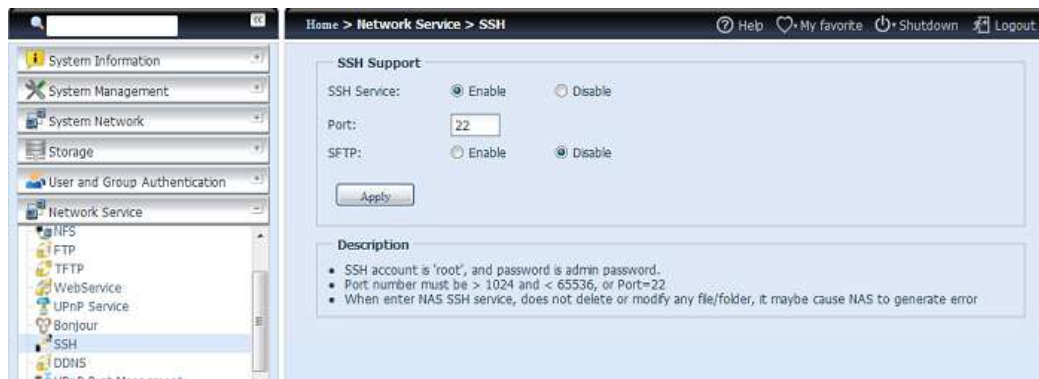 Home > Network Service > SSH
Help
My favorite
Shutdown
Logout
System Information
System Management
System Network
Storage
User and Group Authentication
Network Service
NFS
FTP
TFTP
WebService
UPnP Service
Bonjour
SSH
DDNS
SSH Support
SSH Service: Enable Disable
Port: 22
SFTP: Enable Disable
Apply
Description
SSH account is 'root', and password is admin password.
Port number must be > 1024 and < 65536, or Port=22
When enter NAS SSH service, does not delete or modify any file/folder, it maybe cause NAS to generate error